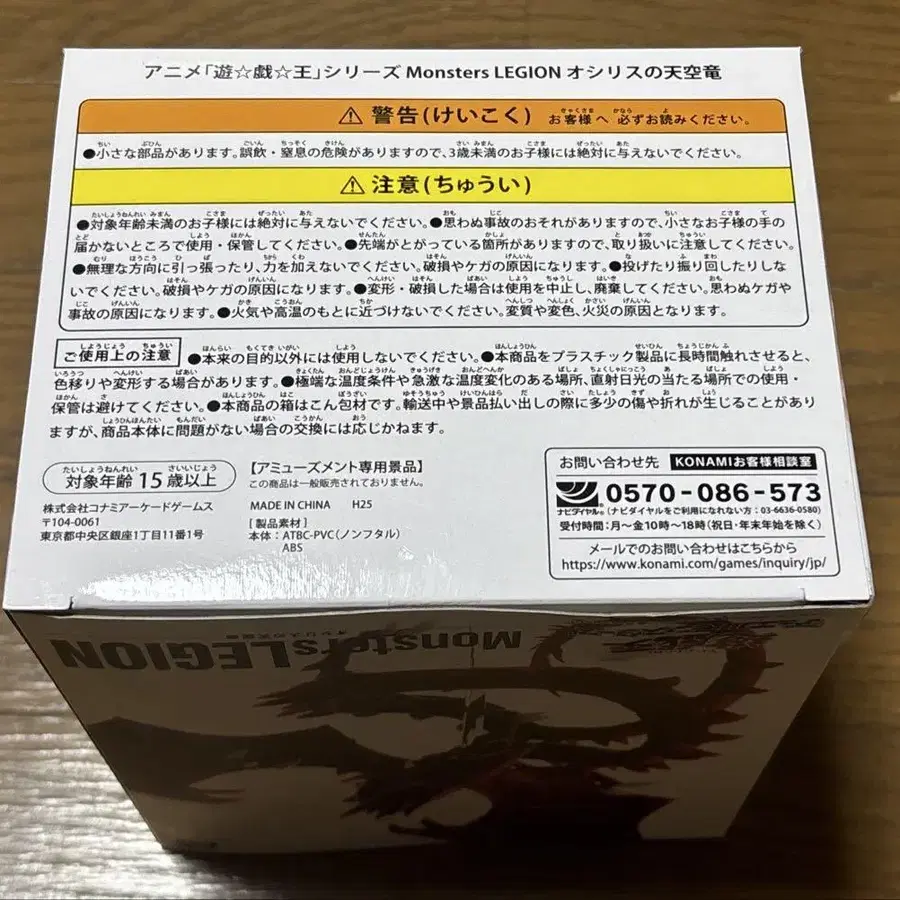 アニメ「遊☆戯☆王」シリーズ Monsters LEGION オシリスの天空竜
⚠ 警告(けいこく) お客様へ 必ずお読みください。
●小さな部品があります。誤飲・窒息の危険がありますので、3歳未満のお子様には絶対に与えないでください。
⚠ 注意(ちゅうい)
●対象年齢未満のお子様には絶対に与えないでください。●思わぬ事故のおそれがありますので、小さなお子様の手の
届かないところで使用・保管してください。●先端がとがっている箇所がありますので、取り扱いに注意してください。
●無理な方向に引っ張ったり、力を加えないでください。破損やケガの原因になります。●投げたり振り回したりしな
いでください。破損やケガの原因になります。●変形・破損した場合は使用を中止し、廃棄してください。思わぬケガや
事故の原因になります。●火気や高温のもとに近づけないでください。変質や変色、火災の原因となります。
ご使用上の注意 ●本来の目的以外には使用しないでください。●本商品をプラスチック製品に長時間触れさせると、
色移りや変形する場合があります。●極端な温度条件や急激な温度変化のある場所、直射日光の当たる場所での使用・
保管は避けてください。●本商品の箱はこん包材です。輸送中や景品払い出しの際に多少の傷や折れが生じることがあり
ますが、商品本体に問題がない場合の交換には応じかねます。
対象年齢 15歳以上
【アミューズメント専用景品】
この商品は一般販売されておりません。
株式会社コナミアーケードゲームス
〒104-0061
東京都中央区銀座1丁目11番1号
MADE IN CHINA H25
[製品素材]
本体：ATBC-PVC(ノンフタル)
ABS
お問い合わせ先 KONAMIお客様相談室
ナビダイヤル® 0570-086-573
(ナビダイヤルをご利用になれない方：03-6636-0580)
受付時間：月～金10時～18時(祝日・年末年始を除く)
メールでのお問い合わせはこちらから
https://www.konami.com/games/inquiry/jp/
Monsters LEGION
オシリスの天空竜